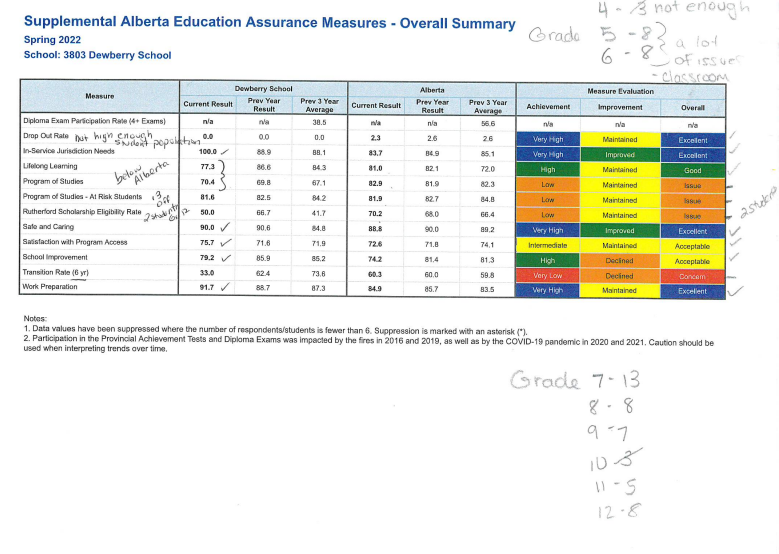 Supplemental Alberta Education Assurance Measures - Overall Summary
Spring 2022
School: 3803 Dewberry School
4 - 3 not enough
Grade 5 - 8 } a lot
6 - 8 } of issues
- classroom
Measure Dewberry School Alberta Measure Evaluation
Current Result Prev Year Result Prev 3 Year Average Current Result Prev Year Result Prev 3 Year Average Achievement Improvement Overall
Diploma Exam Participation Rate (4+ Exams) n/a n/a 38.5 n/a n/a 56.6 n/a n/a n/a
Drop Out Rate not high enough student population 0.0 0.0 0.0 2.3 2.6 2.6 Very High Maintained Excellent
In-Service Jurisdiction Needs 100.0 ✓ 88.9 88.1 83.7 84.9 85.1 Very High Improved Excellent
Lifelong Learning 77.3 86.6 84.3 81.0 82.1 72.0 High Maintained Good
below Alberta
Program of Studies 70.4 69.8 67.1 82.9 81.9 82.3 Low Maintained Issue
Program of Studies - At Risk Students .3 off 81.6 82.5 84.2 81.9 82.7 84.8 Low Maintained Issue
Rutherford Scholarship Eligibility Rate 2 students 50.0 66.7 41.7 70.2 68.0 66.4 Low Maintained Issue
2 students
Safe and Caring 90.0 ✓ 90.6 84.8 88.8 90.0 89.2 Very High Improved Excellent
Satisfaction with Program Access 75.7 ✓ 71.6 71.9 72.6 71.8 74.1 Intermediate Maintained Acceptable
School Improvement 79.2 ✓ 85.9 85.2 74.2 81.4 81.3 High Declined Acceptable
Transition Rate (6 yr) 33.0 62.4 73.6 60.3 60.0 59.8 Very Low Declined Concern
Work Preparation 91.7 ✓ 88.7 87.3 84.9 85.7 83.5 Very High Maintained Excellent
Notes:
1. Data values have been suppressed where the number of respondents/students is fewer than 6. Suppression is marked with an asterisk (*).
2. Participation in the Provincial Achievement Tests and Diploma Exams was impacted by the fires in 2016 and 2019, as well as by the COVID-19 pandemic in 2020 and 2021. Caution should be
used when interpreting trends over time.
Grade 7 - 13
8 - 8
9 - 7
10 - 3
11 - 5
12 - 8